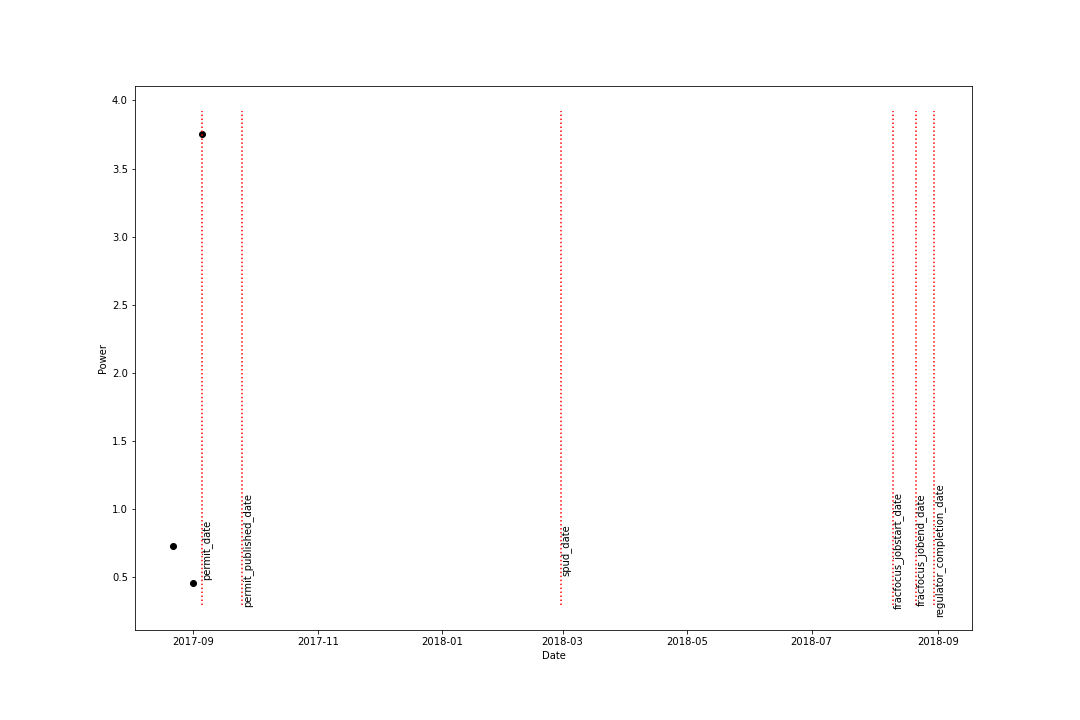 4.0
3.5
3.0
2.5
2.0
1.5
1.0
0.5
Power
permit_date
permit_published_date
spud_date
fracfocus_jobstart_date
fracfocus_jobend_date
regulator_completion_date
2017-09
2017-11
2018-01
2018-03
2018-05
2018-07
2018-09
Date